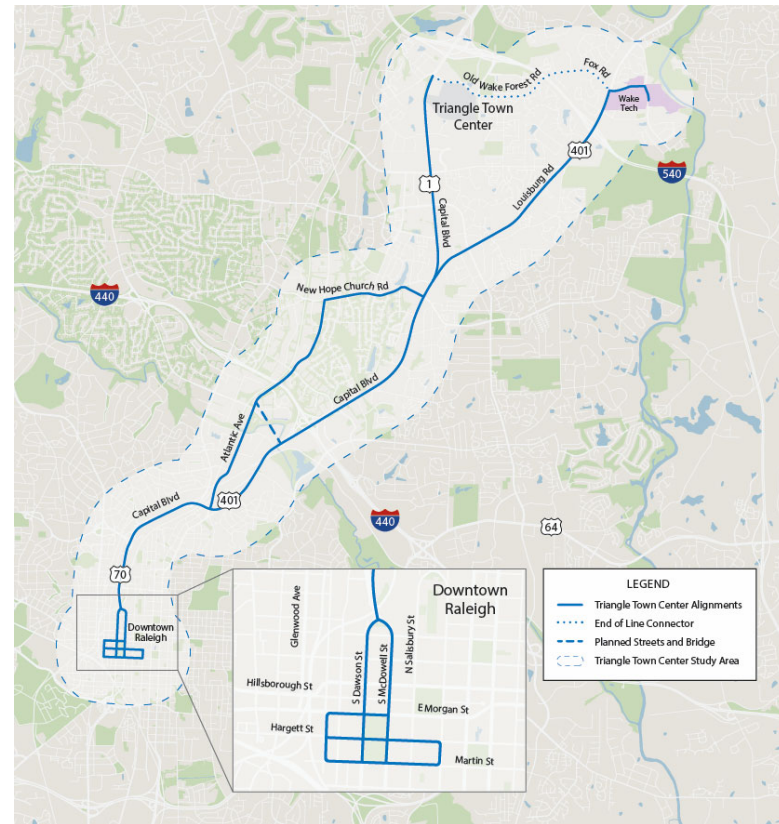 Old Wake Forest Rd
Fox Rd
Wake
Tech
Triangle Town
Center
401
540
1
Louisburg Rd
Capital Blvd
New Hope Church Rd
440
Capital Blvd
Atlantic Ave
401
Capital Blvd
440
64
70
Downtown
Raleigh
Downtown
Raleigh
Glenwood Ave
S Dawson St
S McDowell St
N Salisbury St
Hillsborough St
E Morgan St
Hargett St
Martin St
LEGEND
Triangle Town Center Alignments
End of Line Connector
Planned Streets and Bridge
Triangle Town Center Study Area